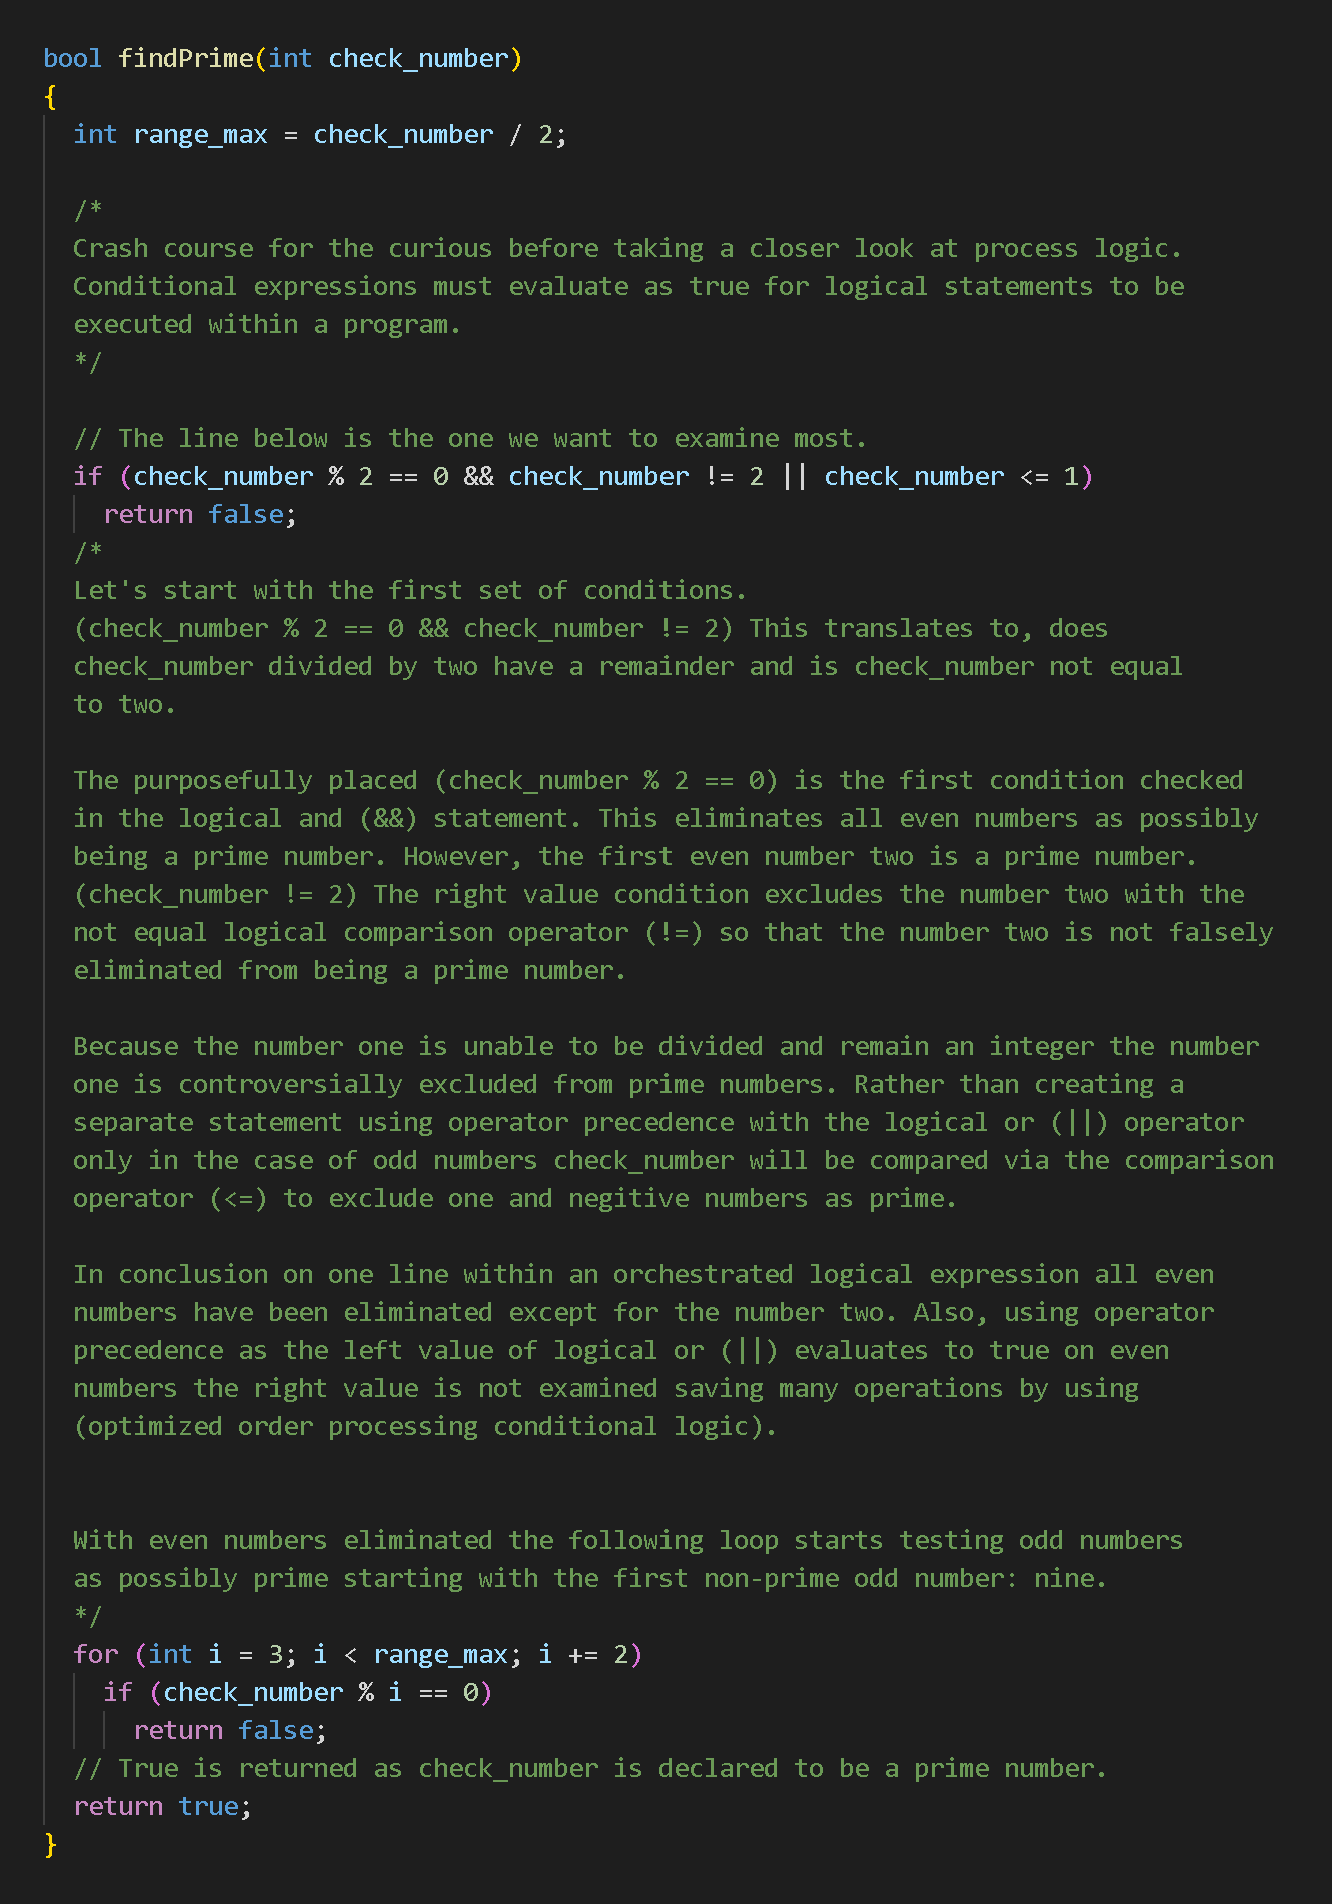 bool findPrime(int check_number)
{
int range_max = check_number / 2;
/*
Crash course for the curious before taking a closer look at process logic.
Conditional expressions must evaluate as true for logical statements to be
executed within a program.
*/
// The line below is the one we want to examine most.
if (check_number % 2 == 0 && check_number != 2 || check_number <= 1)
return false;
/*
Let's start with the first set of conditions.
(check_number % 2 == 0 && check_number != 2) This translates to, does
check_number divided by two have a remainder and is check_number not equal
to two.
The purposefully placed (check_number % 2 == 0) is the first condition checked
in the logical and (&&) statement. This eliminates all even numbers as possibly
being a prime number. However, the first even number two is a prime number.
(check_number != 2) The right value condition excludes the number two with the
not equal logical comparison operator (!=) so that the number two is not falsely
eliminated from being a prime number.
Because the number one is unable to be divided and remain an integer the number
one is controversially excluded from prime numbers. Rather than creating a
separate statement using operator precedence with the logical or (||) operator
only in the case of odd numbers check_number will be compared via the comparison
operator (<=) to exclude one and negitive numbers as prime.
In conclusion on one line within an orchestrated logical expression all even
numbers have been eliminated except for the number two. Also, using operator
precedence as the left value of logical or (||) evaluates to true on even
numbers the right value is not examined saving many operations by using
(optimized order processing conditional logic).
With even numbers eliminated the following loop starts testing odd numbers
as possibly prime starting with the first non-prime odd number: nine.
*/
for (int i = 3; i < range_max; i += 2)
if (check_number % i == 0)
return false;
// True is returned as check_number is declared to be a prime number.
return true;
}